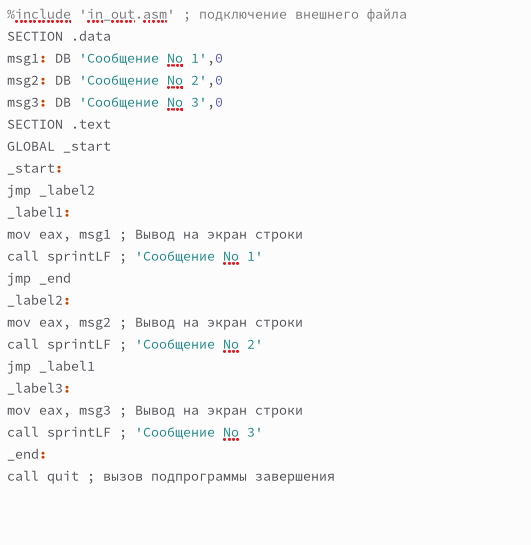 %include 'in_out.asm' ; подключение внешнего файла
SECTION .data
msg1: DB 'Сообщение No 1',0
msg2: DB 'Сообщение No 2',0
msg3: DB 'Сообщение No 3',0
SECTION .text
GLOBAL _start
_start:
jmp _label2
_label1:
mov eax, msg1 ; Вывод на экран строки
call sprintLF ; 'Сообщение No 1'
jmp _end
_label2:
mov eax, msg2 ; Вывод на экран строки
call sprintLF ; 'Сообщение No 2'
jmp _label1
_label3:
mov eax, msg3 ; Вывод на экран строки
call sprintLF ; 'Сообщение No 3'
_end:
call quit ; вызов подпрограммы завершения